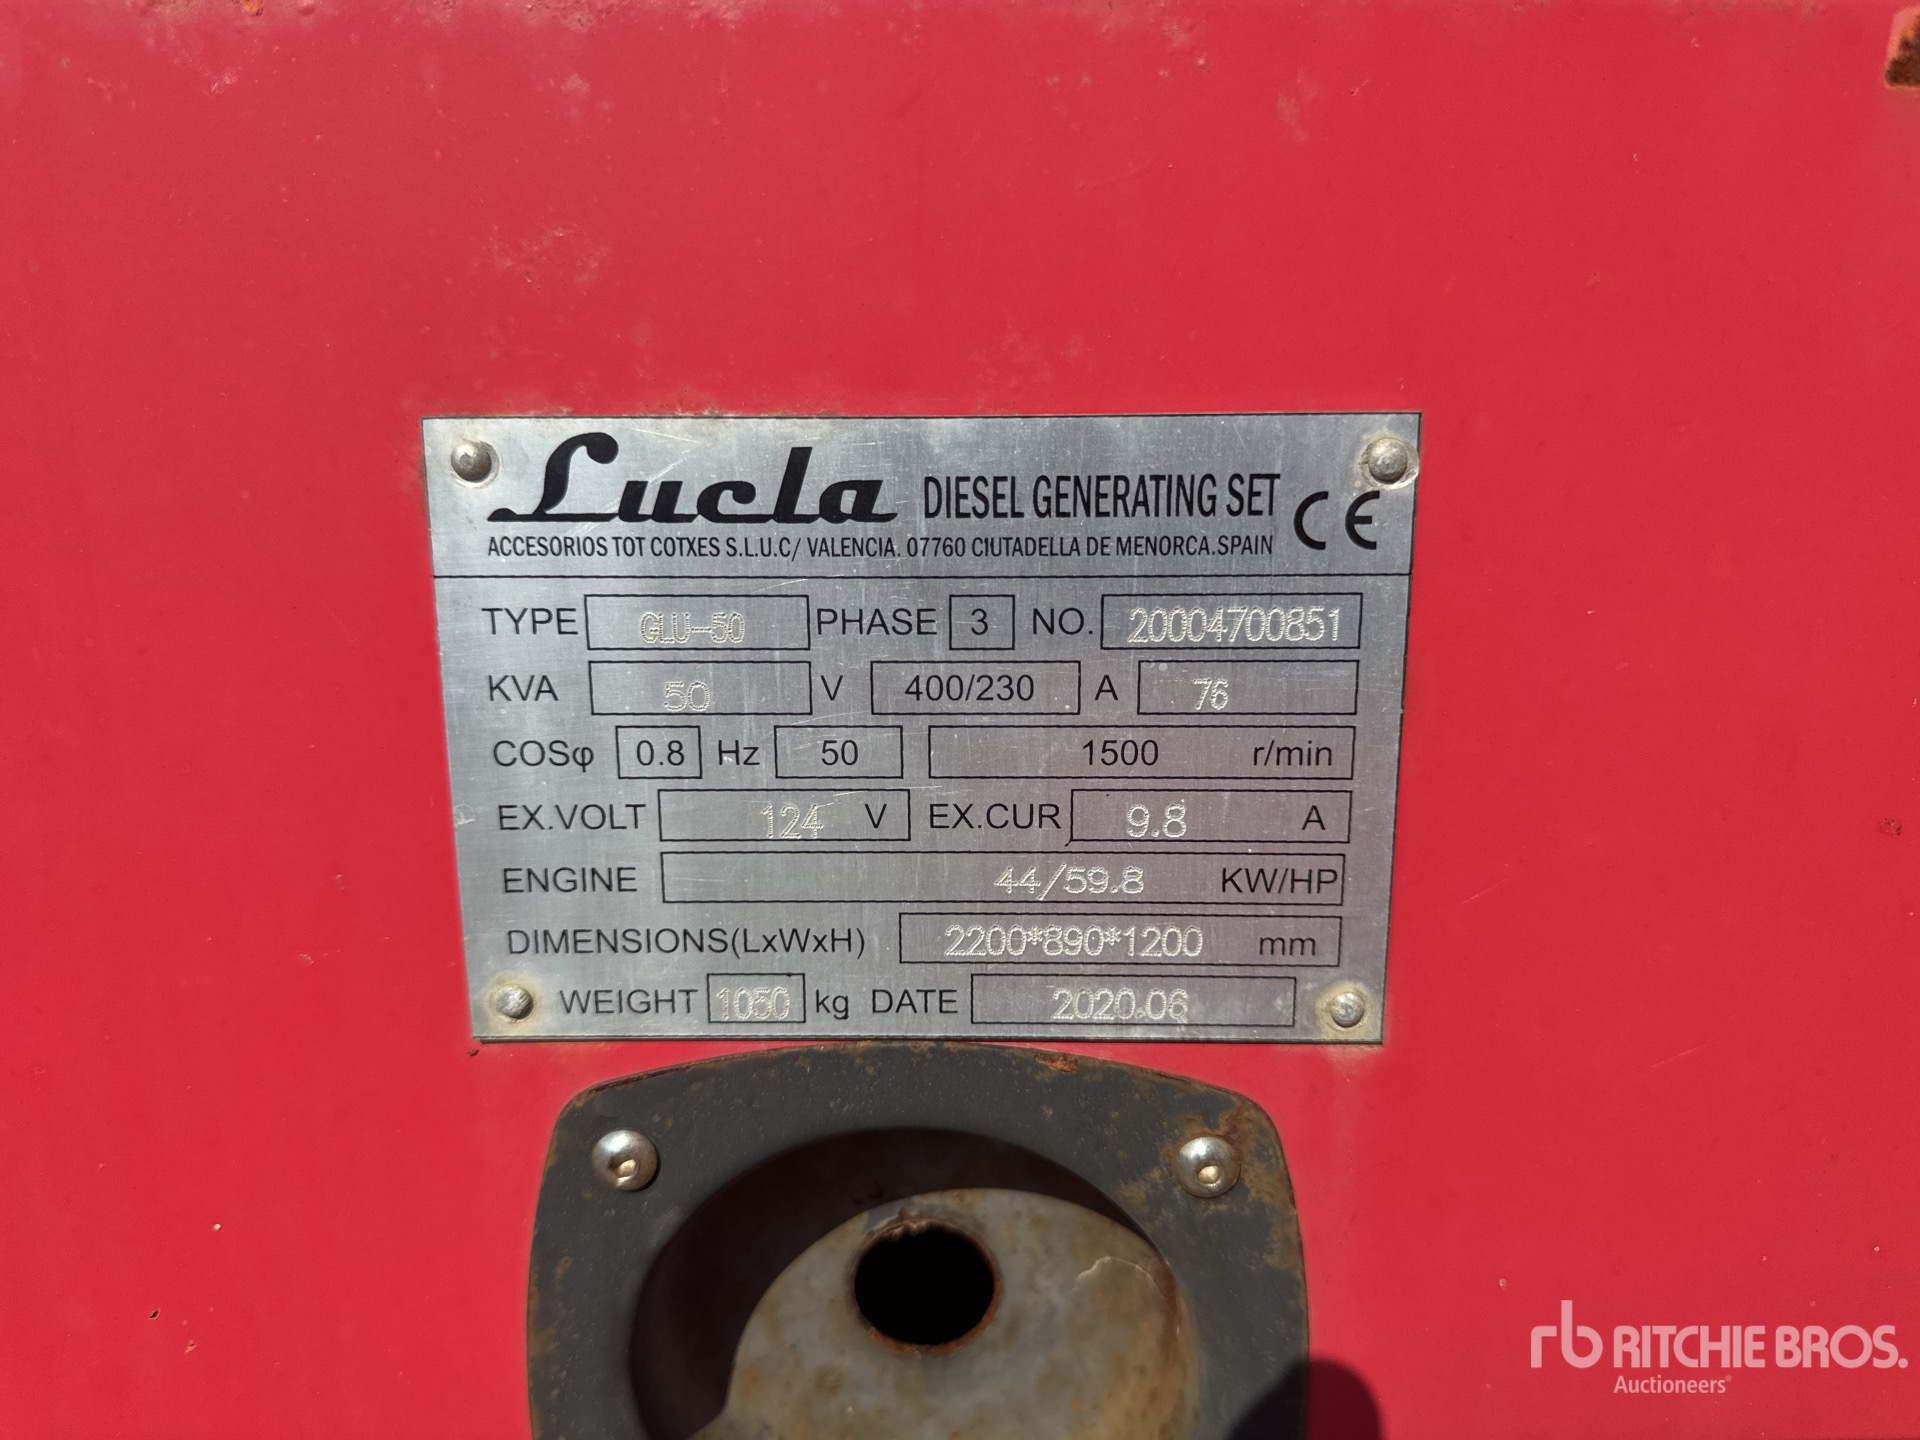 Lucla DIESEL GENERATING SET CE
ACCESORIOS TOT COTXES S.L.U.C/ VALENCIA. 07760 CIUTADELLA DE MENORCA.SPAIN
TYPE GLU-50 PHASE 3 NO. 20004700851
KVA 50 V 400/230 A 76
COSφ 0.8 Hz 50 1500 r/min
EX.VOLT 124 V EX.CUR 9.8 A
ENGINE 44/59.8 KW/HP
DIMENSIONS(LxWxH) 2200*890*1200 mm
WEIGHT 1050 kg DATE 2020.06
rb RITCHIE BROS.
Auctioneers